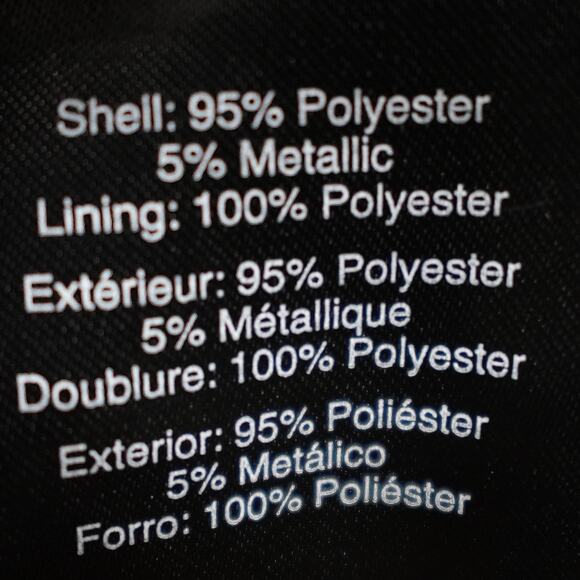 Shell: 95% Polyester
5% Metallic
Lining: 100% Polyester
Extérieur: 95% Polyester
5% Métallique
Doublure: 100% Polyester
Exterior: 95% Poliéster
5% Metálico
Forro: 100% Poliéster